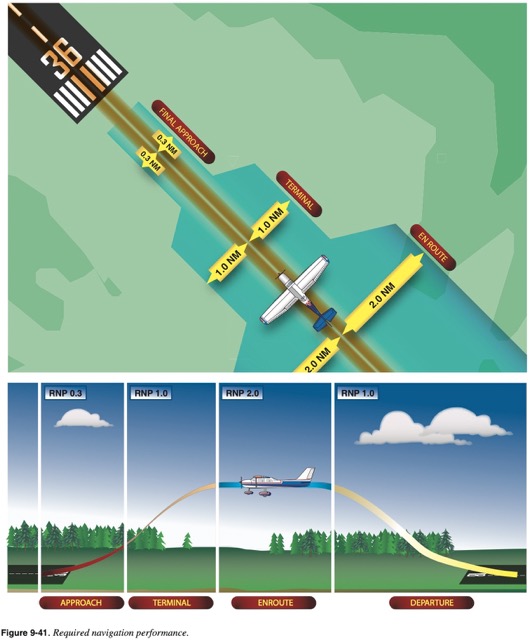 36
FINAL APPROACH
0.3 NM
0.3 NM
TERMINAL
1.0 NM
1.0 NM
EN ROUTE
2.0 NM
2.0 NM
RNP 0.3
RNP 1.0
RNP 2.0
RNP 1.0
APPROACH
TERMINAL
ENROUTE
DEPARTURE
Figure 9-41. Required navigation performance.